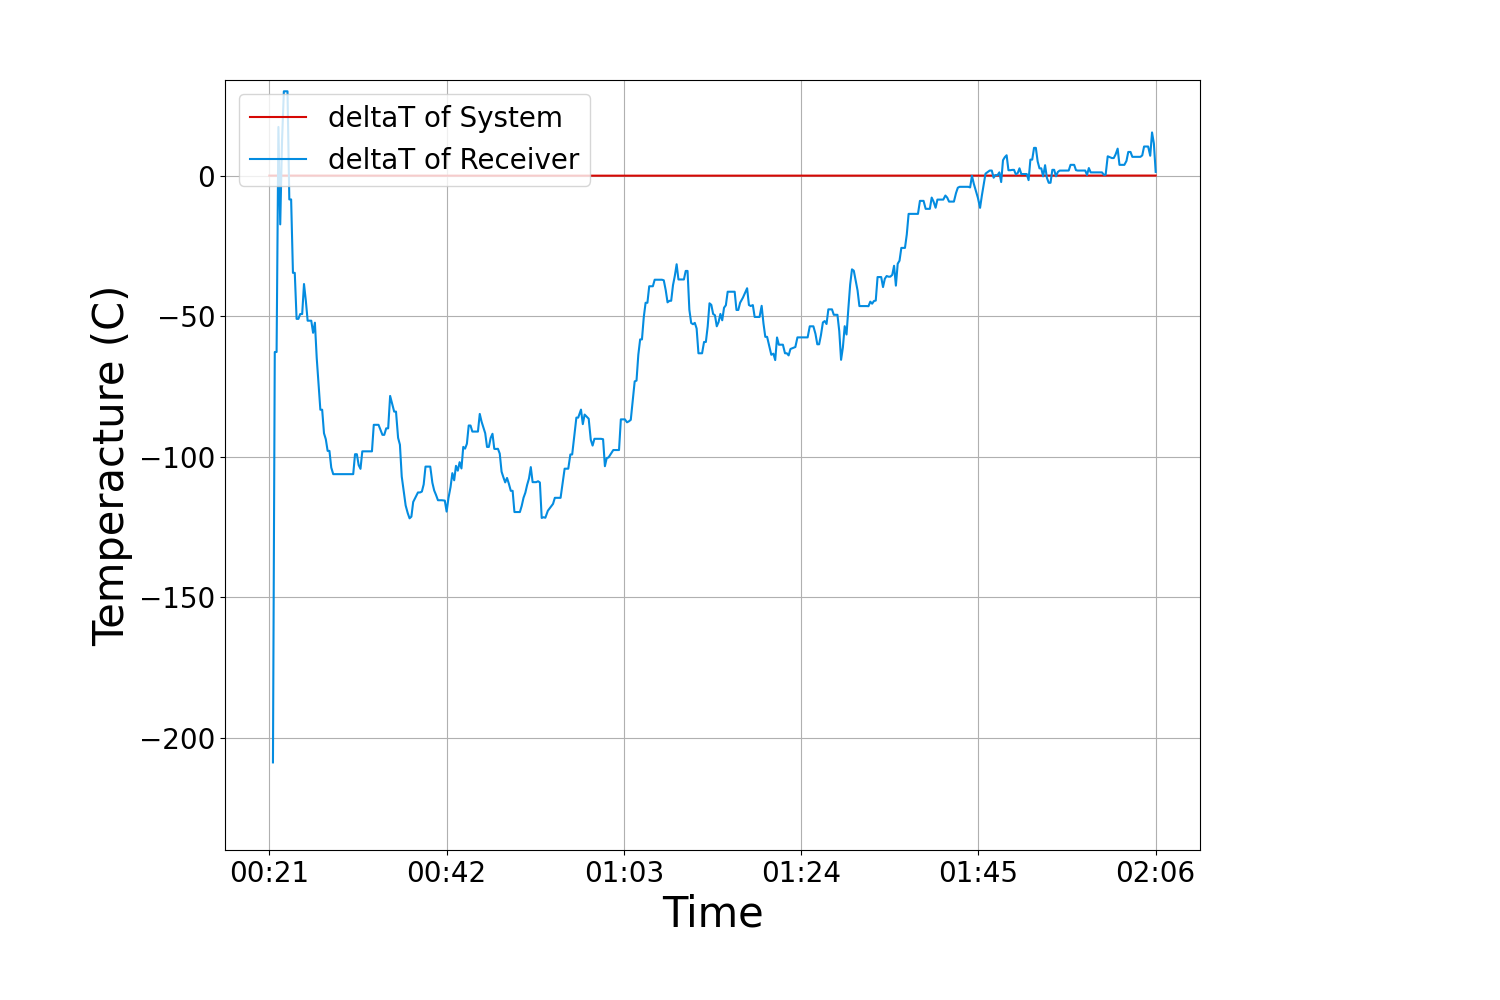 deltaT of System
deltaT of Receiver
Temperacture (C)
0
−50
−100
−150
−200
00:21 00:42 01:03 01:24 01:45 02:06
Time